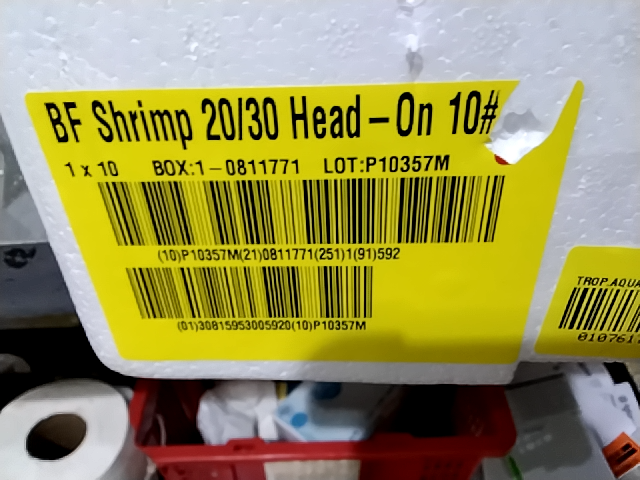 BF Shrimp 20/30 Head-On 10#
1 x 10 BOX:1-0811771 LOT:P10357M
(10)P10357M(21)0811771(251)1(91)592
(01)30815953005920(10)P10357M
TROP.AQUA
0107617